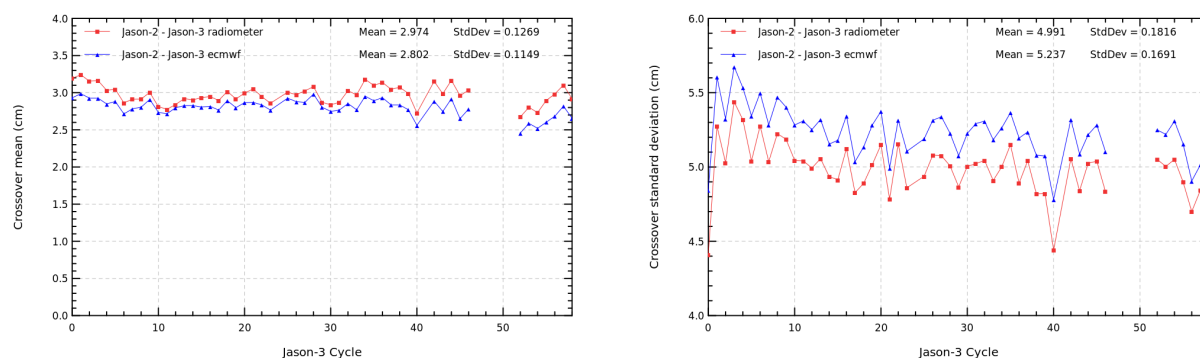 4.0
3.5
3.0
2.5
2.0
1.5
1.0
0.5
0.0
Crossover mean (cm)
Jason-2 - Jason-3 radiometer Mean = 2.974 StdDev = 0.1269
Jason-2 - Jason-3 ecmwf Mean = 2.802 StdDev = 0.1149
0 10 20 30 40 50
Jason-3 Cycle
6.0
5.5
5.0
4.5
4.0
Crossover standard deviation (cm)
Jason-2 - Jason-3 radiometer Mean = 4.991 StdDev = 0.1816
Jason-2 - Jason-3 ecmwf Mean = 5.237 StdDev = 0.1691
0 10 20 30 40 50
Jason-3 Cycle